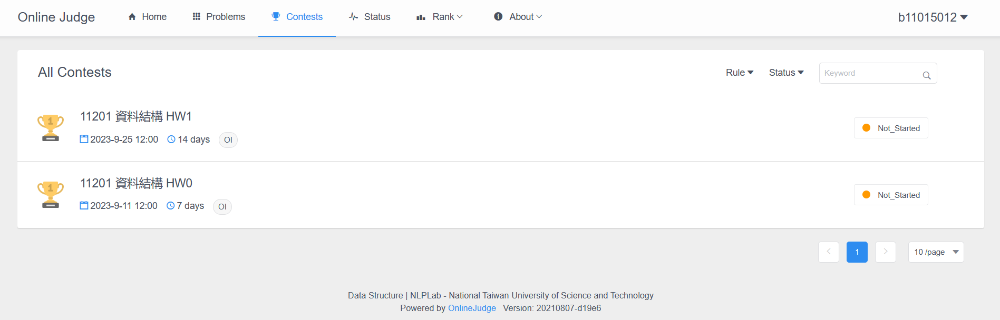 Online Judge Home Problems Contests Status Rank About b11015012
All Contests Rule Status Keyword
11201 資料結構 HW1
2023-9-25 12:00 14 days OI
Not_Started
11201 資料結構 HW0
2023-9-11 12:00 7 days OI
Not_Started
1 10 /page
Data Structure | NLPLab - National Taiwan University of Science and Technology
Powered by OnlineJudge Version: 20210807-d19e6